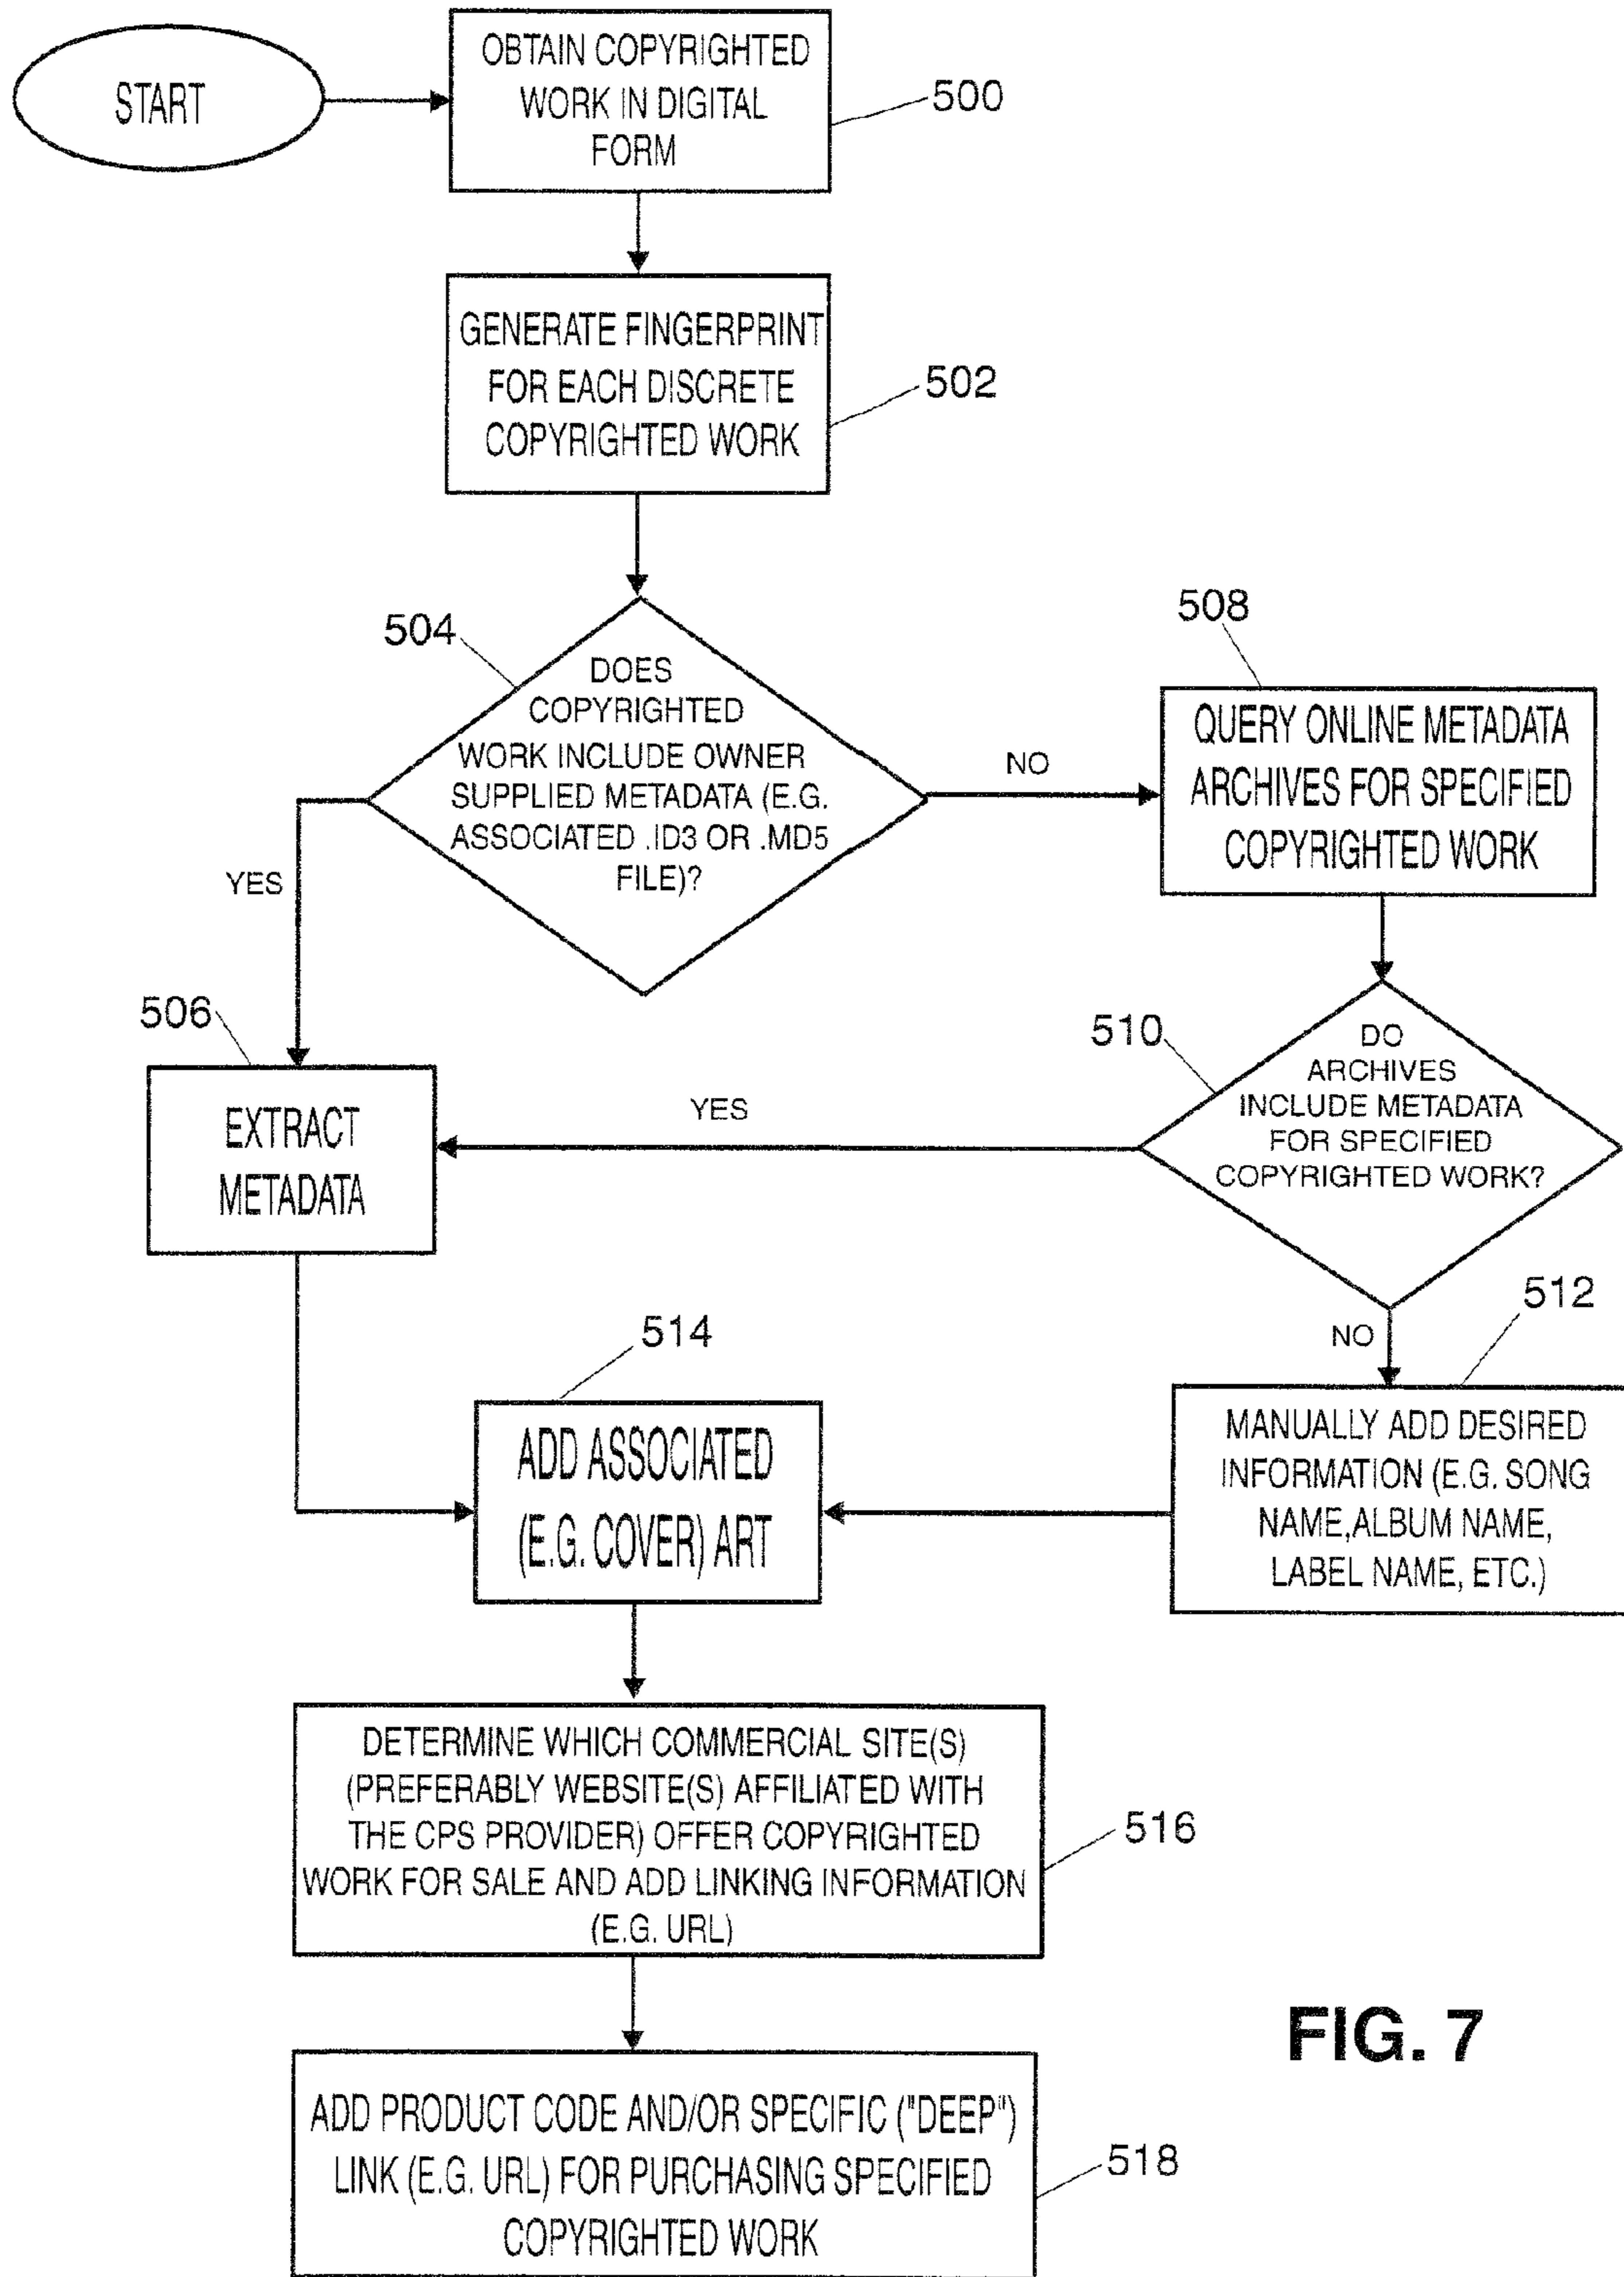 START
OBTAIN COPYRIGHTED
WORK IN DIGITAL
FORM
500
GENERATE FINGERPRINT
FOR EACH DISCRETE
COPYRIGHTED WORK
502
504
DOES
COPYRIGHTED
WORK INCLUDE OWNER
SUPPLIED METADATA (E.G.
ASSOCIATED .ID3 OR .MD5
FILE)?
NO
YES
508
QUERY ONLINE METADATA
ARCHIVES FOR SPECIFIED
COPYRIGHTED WORK
506
EXTRACT
METADATA
510
DO
ARCHIVES
INCLUDE METADATA
FOR SPECIFIED
COPYRIGHTED WORK?
YES
NO
512
MANUALLY ADD DESIRED
INFORMATION (E.G. SONG
NAME,ALBUM NAME,
LABEL NAME, ETC.)
514
ADD ASSOCIATED
(E.G. COVER) ART
DETERMINE WHICH COMMERCIAL SITE(S)
(PREFERABLY WEBSITE(S) AFFILIATED WITH
THE CPS PROVIDER) OFFER COPYRIGHTED
WORK FOR SALE AND ADD LINKING INFORMATION
(E.G. URL)
516
ADD PRODUCT CODE AND/OR SPECIFIC ("DEEP")
LINK (E.G. URL) FOR PURCHASING SPECIFIED
COPYRIGHTED WORK
518
FIG. 7